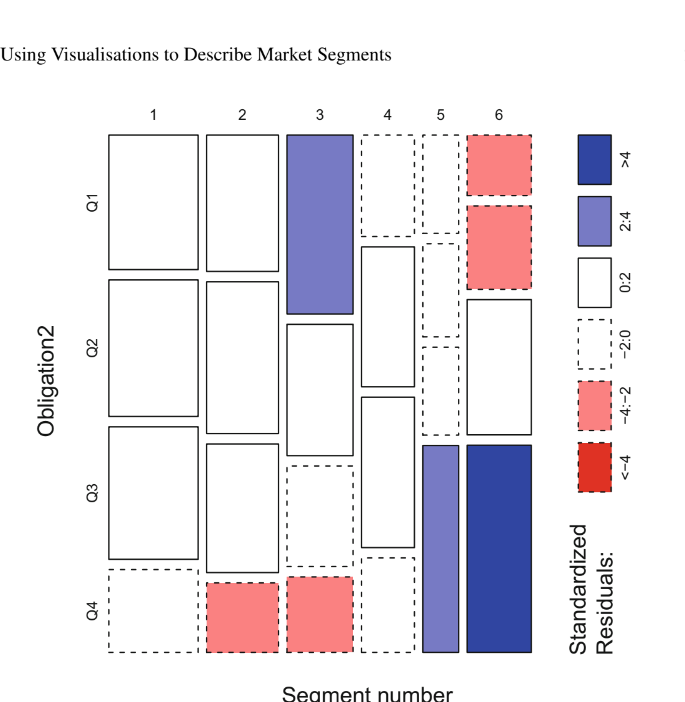 Using Visualisations to Describe Market Segments
1 2 3 4 5 6
Q1
Q2
Q3
Q4
Obligation2
Segment number
Standardized
Residuals:
<−4
−4:−2
−2:0
0:2
2:4
>4